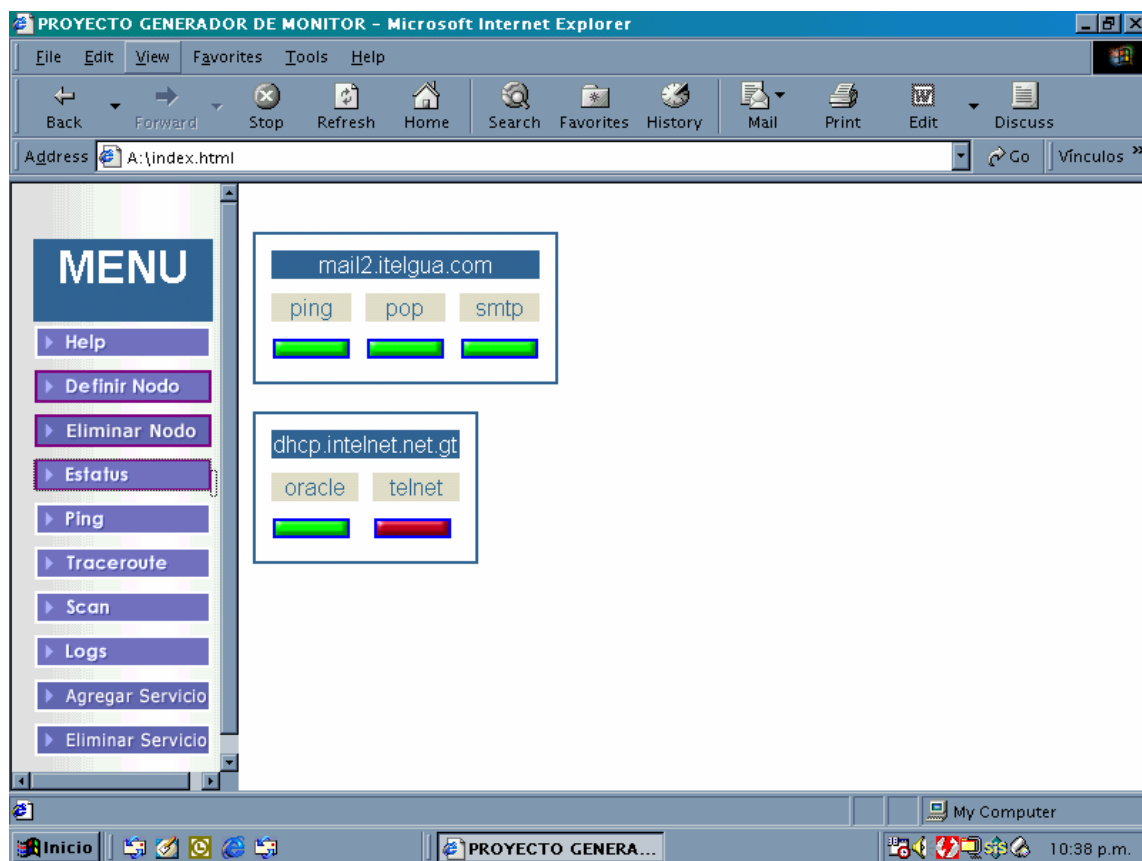 PROYECTO GENERADOR DE MONITOR - Microsoft Internet Explorer
File Edit View Favorites Tools Help
Back Forward Stop Refresh Home Search Favorites History Mail Print Edit Discuss
Address A:\index.html Go Vínculos »
MENU
Help
Definir Nodo
Eliminar Nodo
Estatus
Ping
Traceroute
Scan
Logs
Agregar Servicio
Eliminar Servicio
mail2.itelgua.com
ping pop smtp
dhcp.intelnet.net.gt
oracle telnet
My Computer
Inicio PROYECTO GENERA... 10:38 p.m.